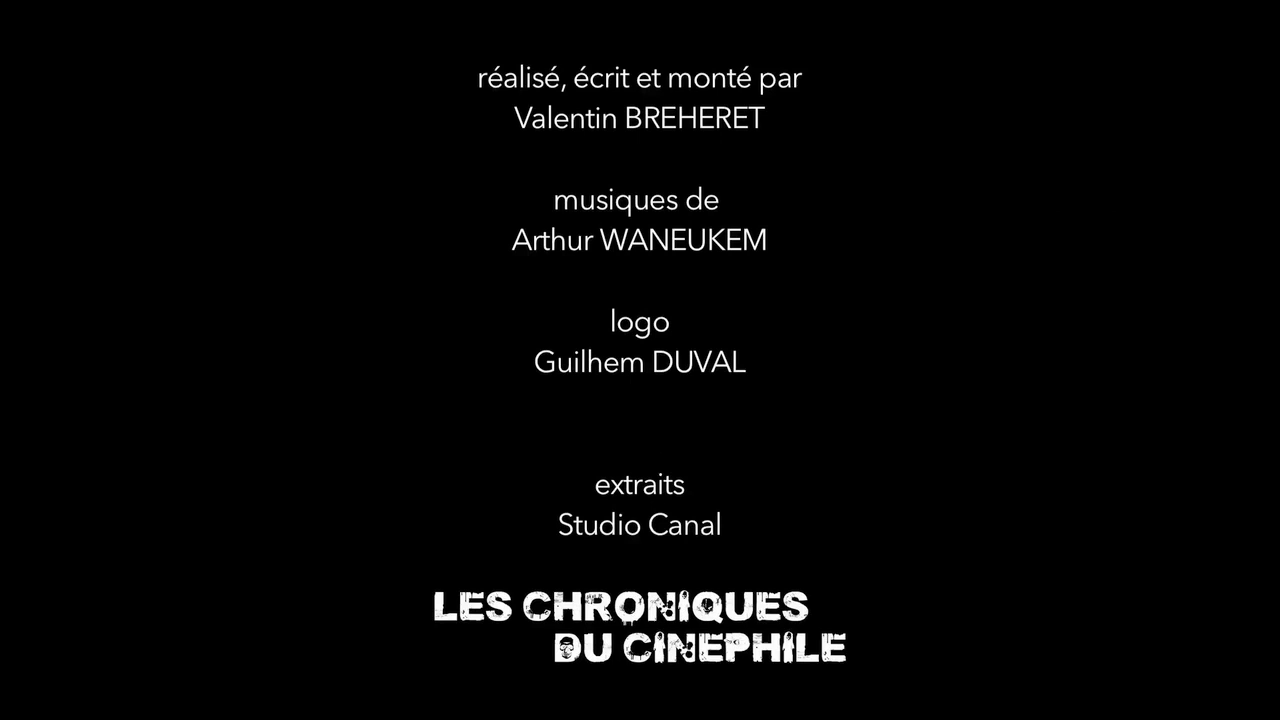 réalisé, écrit et monté par
Valentin BREHERET
musiques de
Arthur WANEUKEM
logo
Guilhem DUVAL
extraits
Studio Canal
LES CHRONIQUES
DU CINEPHILE